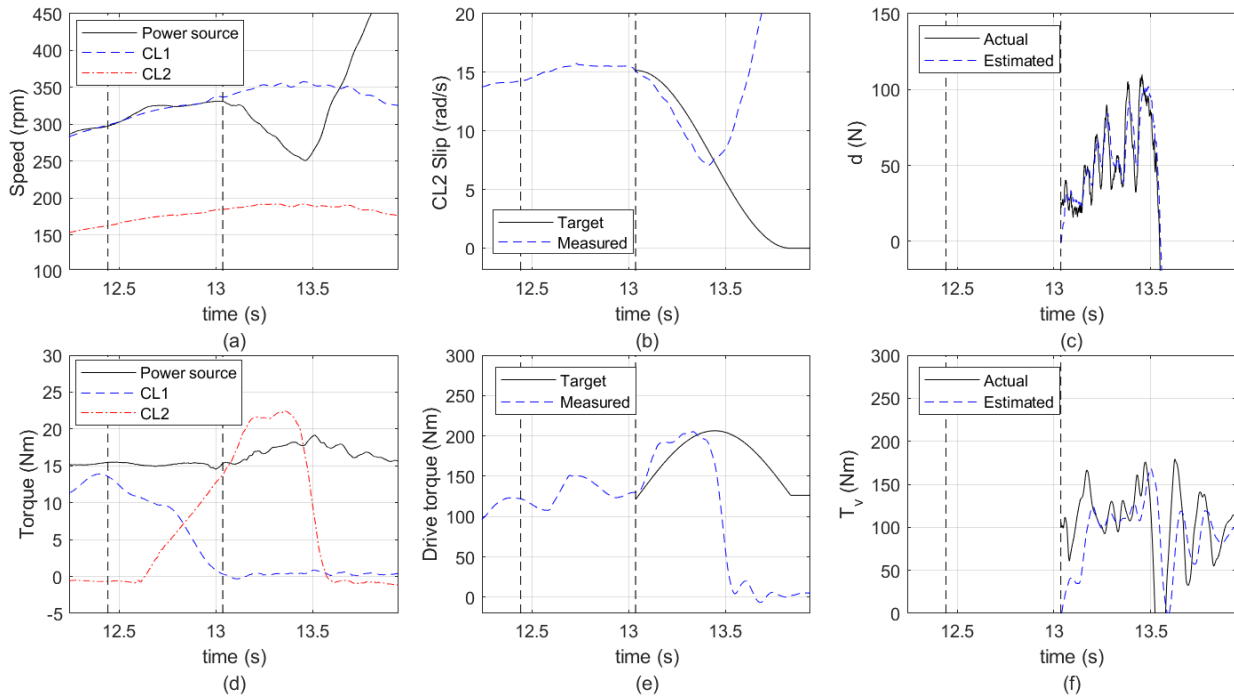 450
400
350
300
250
200
150
100
Speed (rpm)
Power source
CL1
CL2
12.5
13
13.5
time (s)
(a)
20
15
10
5
0
CL2 Slip (rad/s)
Target
Measured
12.5
13
13.5
time (s)
(b)
150
100
50
0
d (N)
Actual
Estimated
12.5
13
13.5
time (s)
(c)
30
25
20
15
10
5
0
-5
Torque (Nm)
Power source
CL1
CL2
12.5
13
13.5
time (s)
(d)
300
250
200
150
100
50
0
Drive torque (Nm)
Target
Measured
12.5
13
13.5
time (s)
(e)
300
250
200
150
100
50
0
T_v (Nm)
Actual
Estimated
12.5
13
13.5
time (s)
(f)